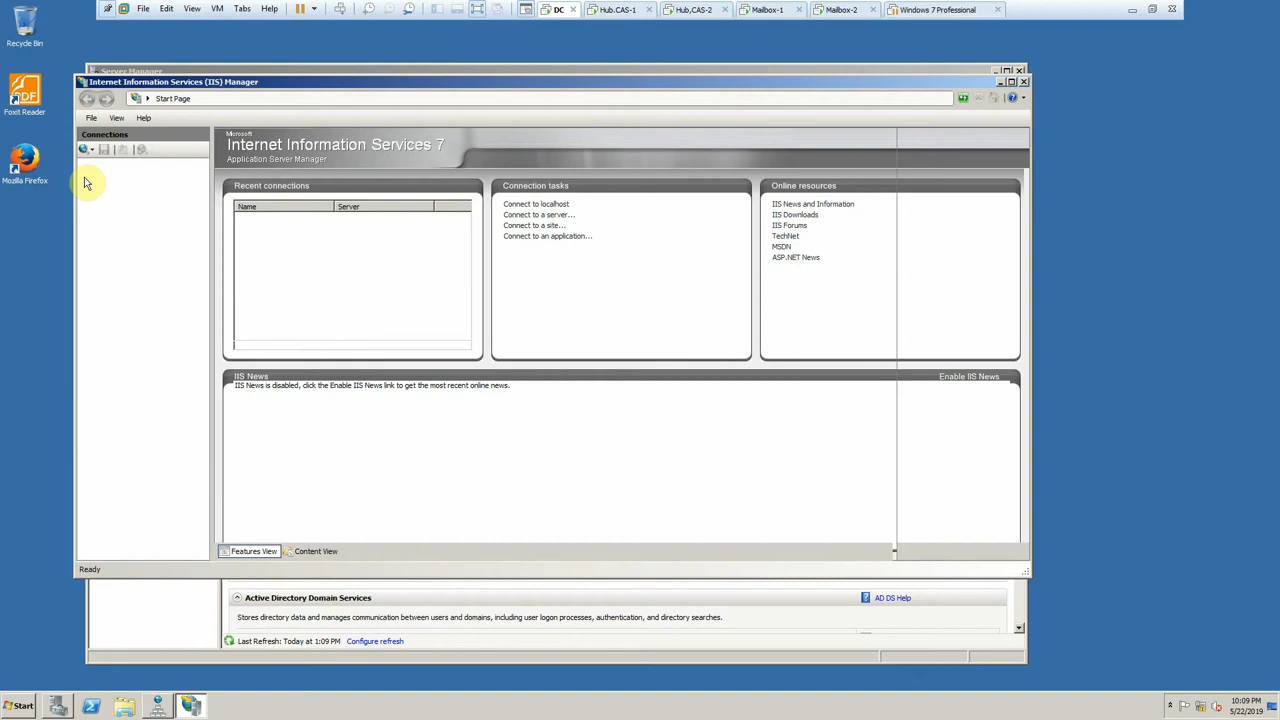 File Edit View VM Tabs Help
DC Hub.CAS-1 Hub,CAS-2 Mailbox-1 Mailbox-2 Windows 7 Professional
Recycle Bin
Foxit Reader
Mozilla Firefox
Server Manager
Internet Information Services (IIS) Manager
Start Page
File View Help
Connections
Microsoft
Internet Information Services 7
Application Server Manager
Recent connections
Name Server
Connection tasks
Connect to localhost
Connect to a server...
Connect to a site...
Connect to an application...
Online resources
IIS News and Information
IIS Downloads
IIS Forums
TechNet
MSDN
ASP.NET News
IIS News Enable IIS News
IIS News is disabled, click the Enable IIS News link to get the most recent online news.
Features View Content View
Ready
Active Directory Domain Services AD DS Help
Stores directory data and manages communication between users and domains, including user logon processes, authentication, and directory searches.
Last Refresh: Today at 1:09 PM Configure refresh
Start
10:09 PM
5/22/2019